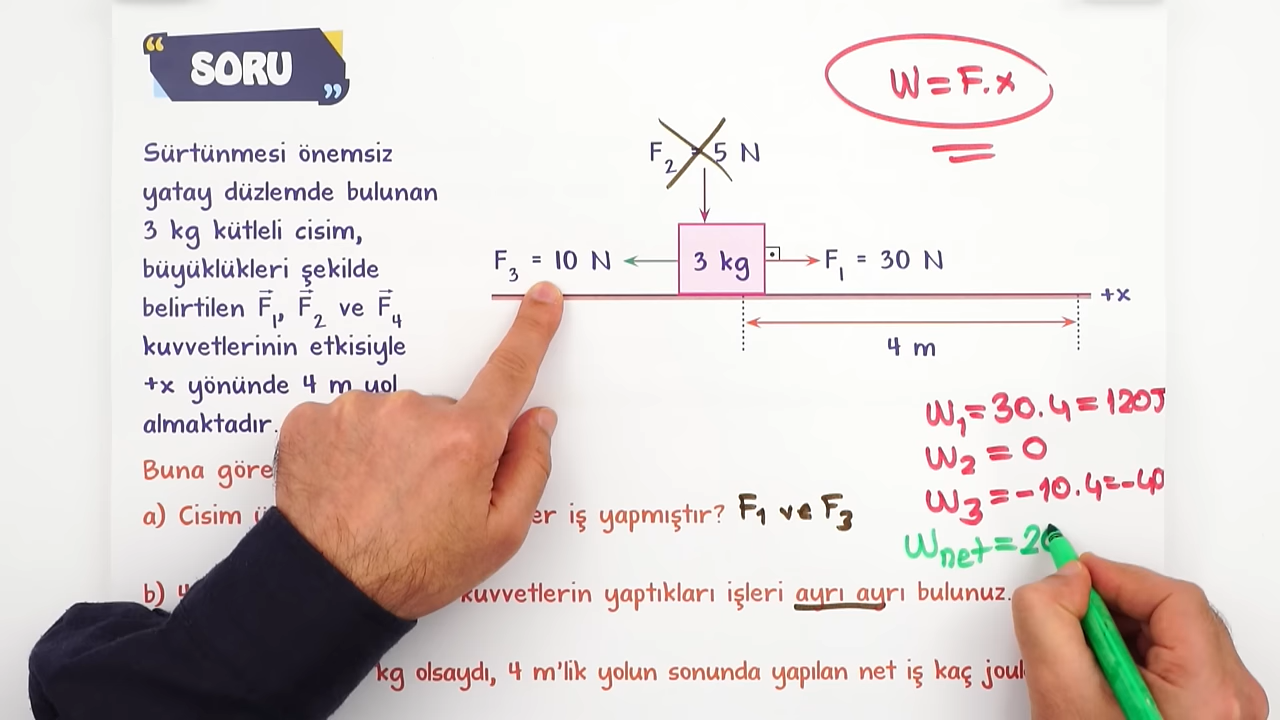 SORU
Sürtünmesi önemsiz
yatay düzlemde bulunan
3 kg kütleli cisim,
büyüklükleri şekilde
belirtilen F₁, F₂ ve F₄
kuvvetlerinin etkisiyle
+x yönünde 4 m yol
almaktadır.
W=F.x
F₂ = 5 N
F₃ = 10 N
3 kg
F₁ = 30 N
+x
4 m
W₁=30.4=120J
W₂=0
W₃=-10.4=-40
Wnet=20
Buna göre
a) Cisim iş yapmıştır? F₁ ve F₃
b) kuvvetlerin yaptıkları işleri ayrı ayrı bulunuz.
kg olsaydı, 4 m'lik yolun sonunda yapılan net iş kaç